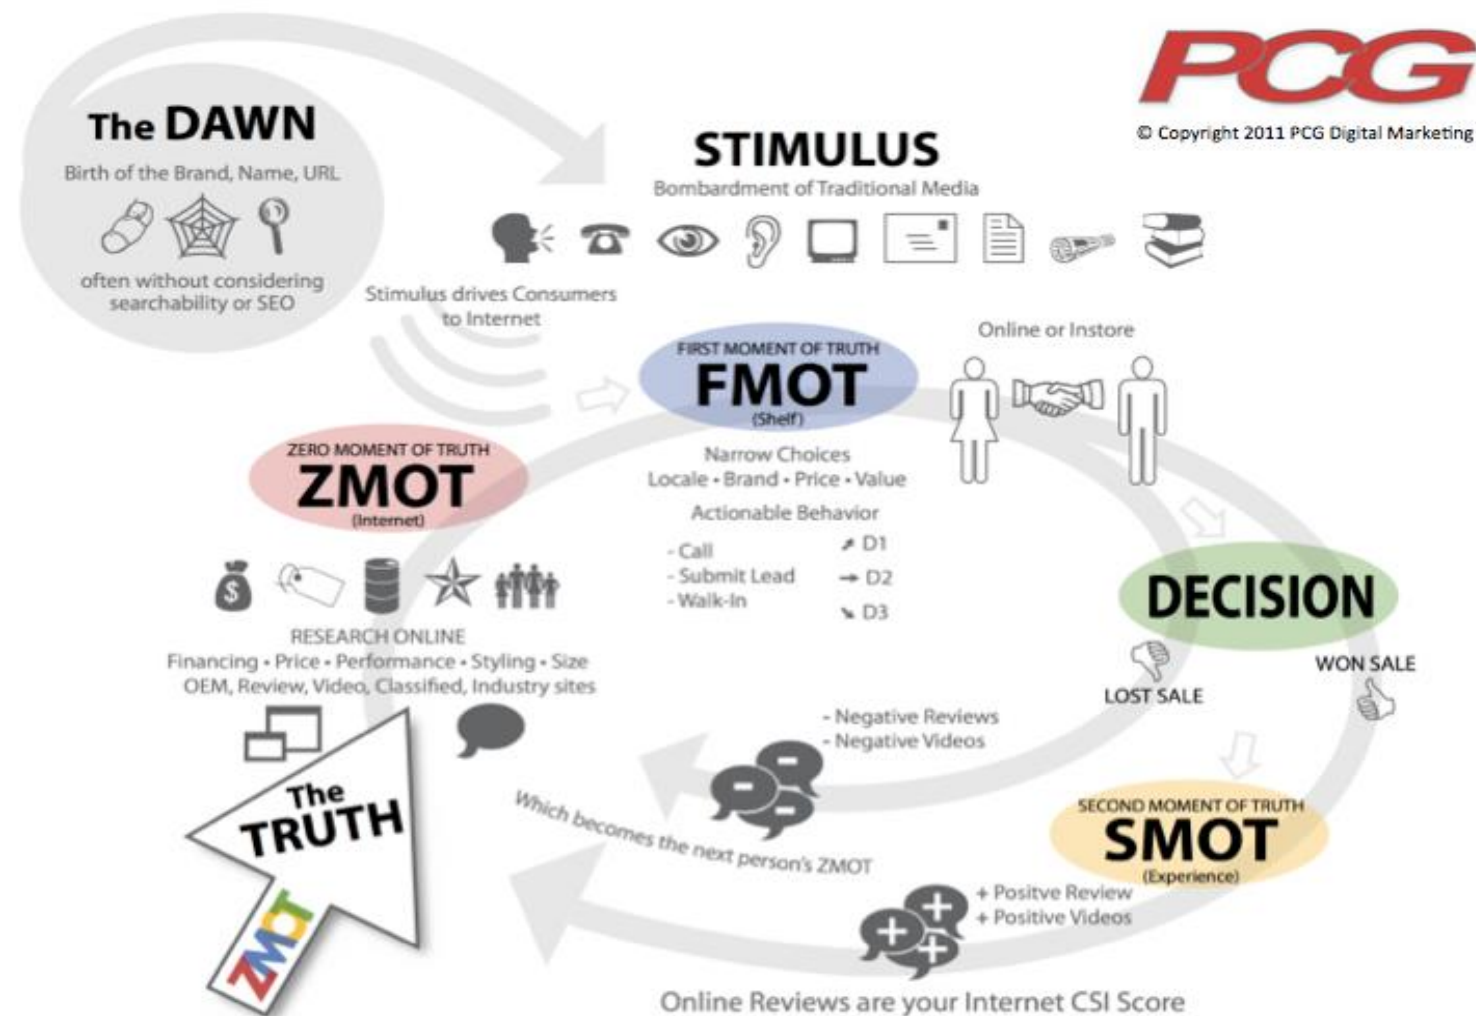 PCG
© Copyright 2011 PCG Digital Marketing
The DAWN
Birth of the Brand, Name, URL
often without considering
searchability or SEO
STIMULUS
Bombardment of Traditional Media
Stimulus drives Consumers
to Internet
FIRST MOMENT OF TRUTH
FMOT
(Shelf)
Online or Instore
ZERO MOMENT OF TRUTH
ZMOT
(Internet)
Narrow Choices
Locale • Brand • Price • Value
Actionable Behavior
- Call
- Submit Lead
- Walk-In
D1
D2
D3
$
RESEARCH ONLINE
Financing • Price • Performance • Styling • Size
OEM, Review, Video, Classified, Industry sites
DECISION
LOST SALE
WON SALE
- Negative Reviews
- Negative Videos
The
TRUTH
ZMOT
Which becomes the next person's ZMOT
SECOND MOMENT OF TRUTH
SMOT
(Experience)
+ Positve Review
+ Positive Videos
Online Reviews are your Internet CSI Score